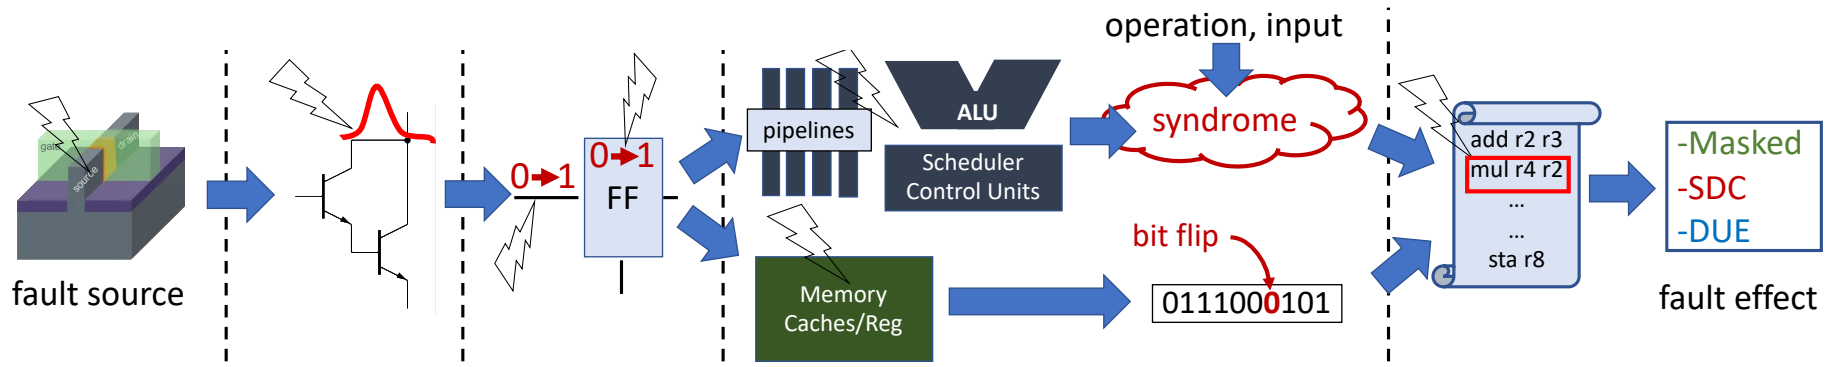 gate
drain
source
fault source
0→1
0→1
FF
pipelines
ALU
Scheduler
Control Units
Memory
Caches/Reg
operation, input
syndrome
bit flip
0111000101
add r2 r3
mul r4 r2
...
...
sta r8
-Masked
-SDC
-DUE
fault effect